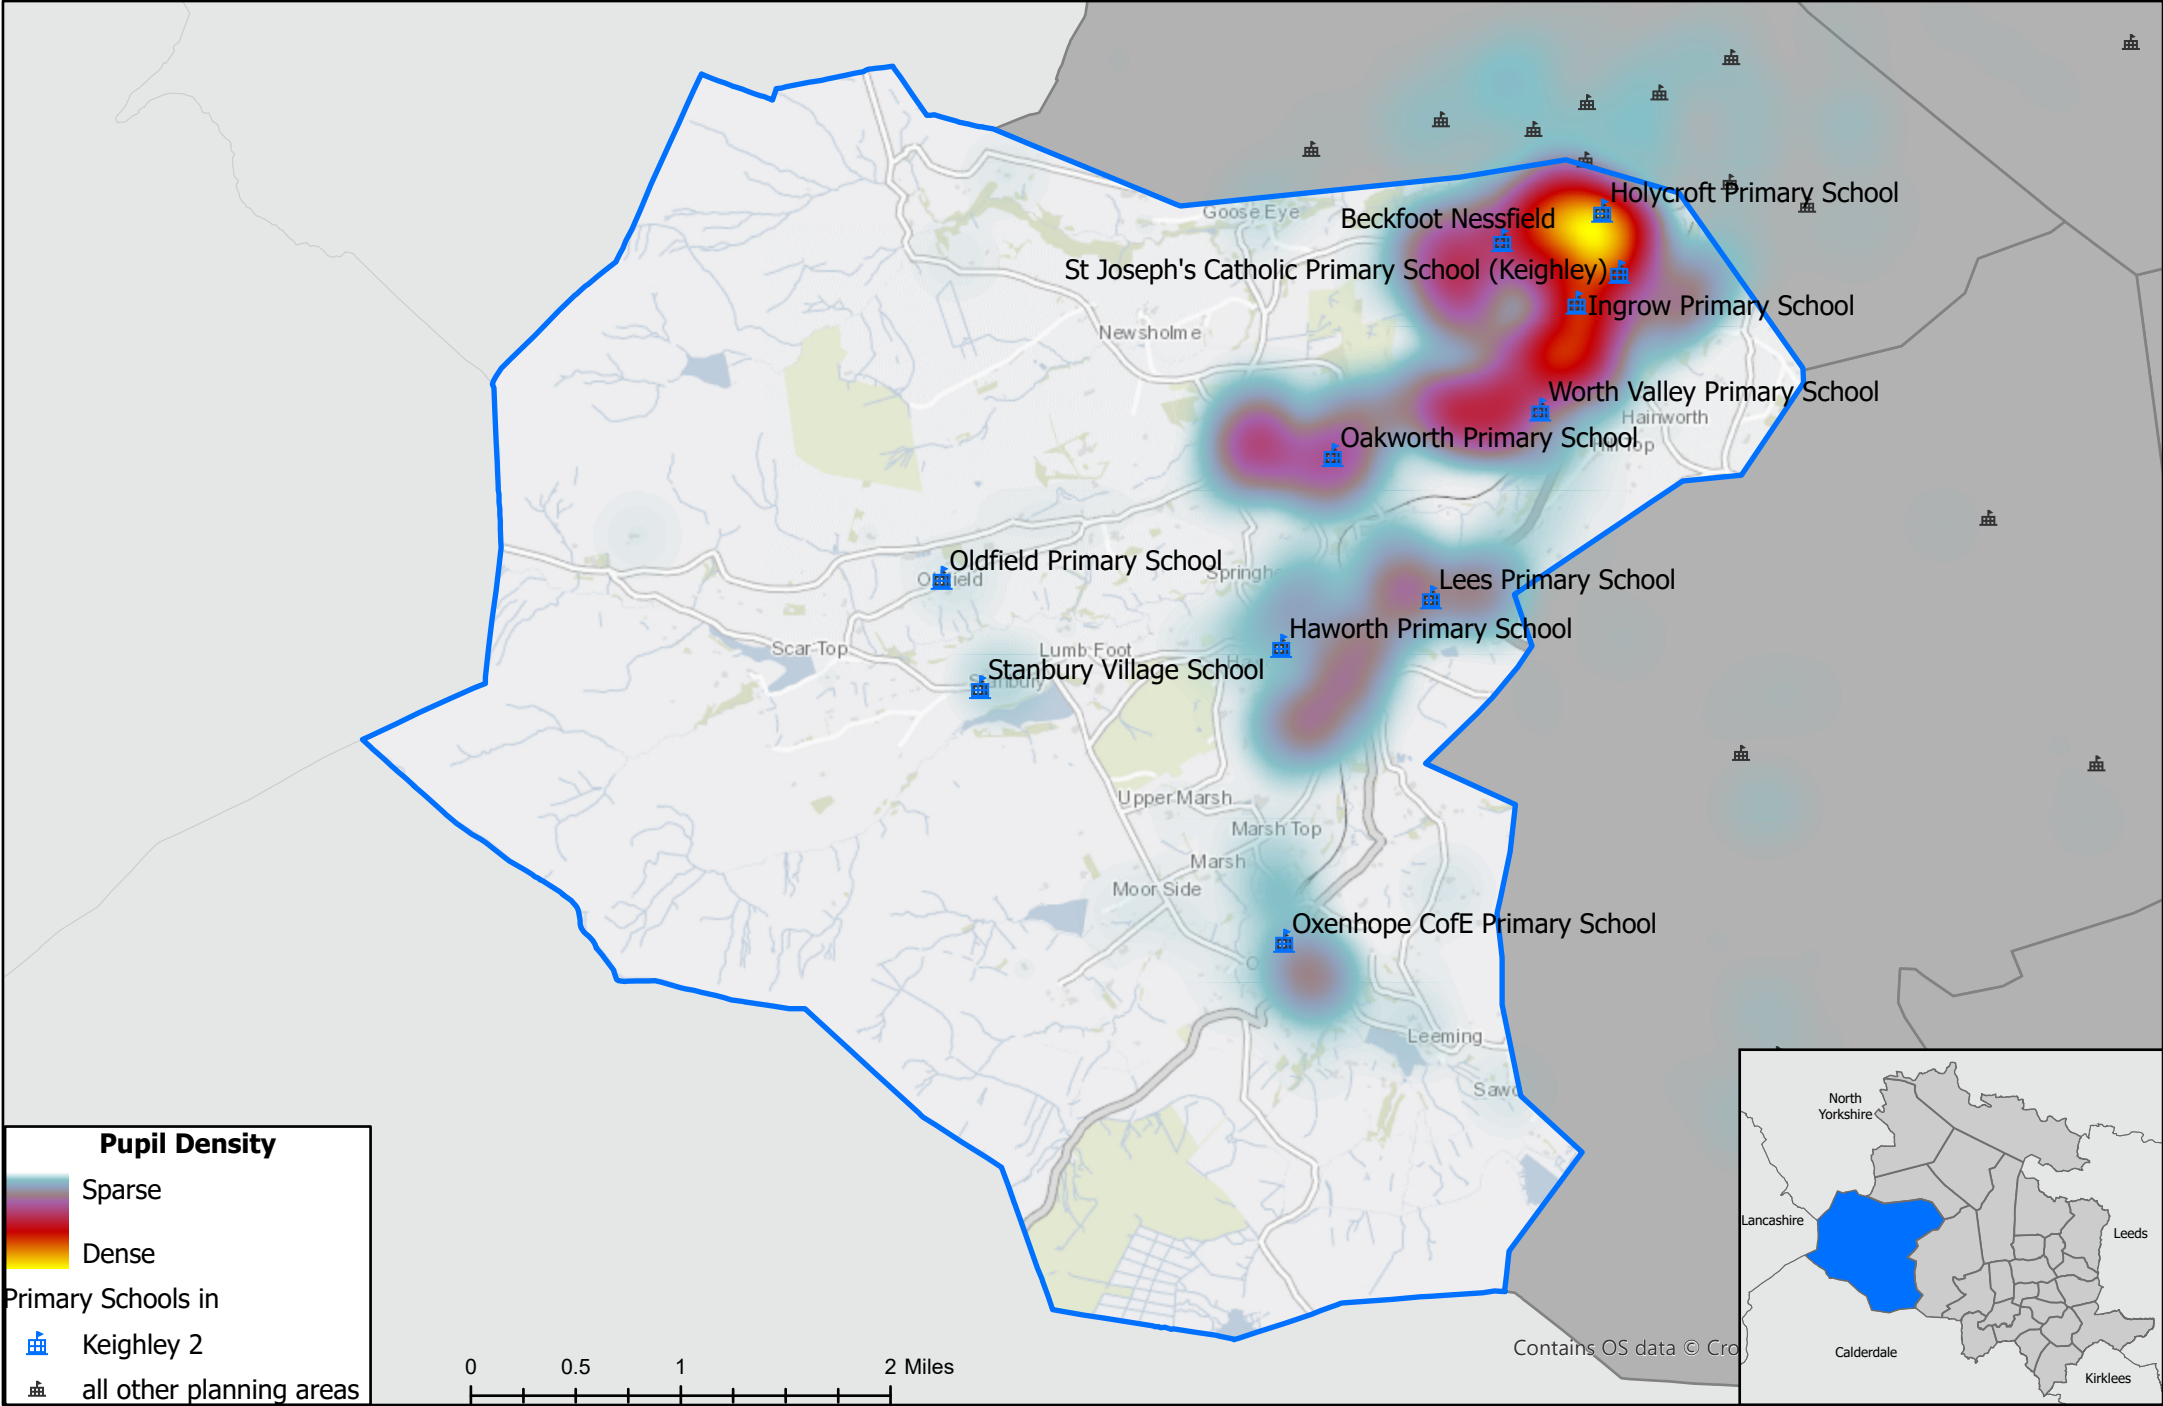 Holycroft Primary School
Goose Eye
Beckfoot Nessfield
St Joseph's Catholic Primary School (Keighley)
Ingrow Primary School
Newsholme
Worth Valley Primary School
Hainworth
Oakworth Primary School
Oldfield Primary School
Lees Primary School
Haworth Primary School
Scar Top
Lumb Foot
Stanbury Village School
Upper Marsh
Marsh Top
Marsh
Moor Side
Oxenhope CofE Primary School
Leeming
Pupil Density
Sparse
Dense
Primary Schools in
Keighley 2
all other planning areas
0 0.5 1 2 Miles
Contains OS data © Cro
North
Yorkshire
Lancashire
Leeds
Calderdale
Kirklees